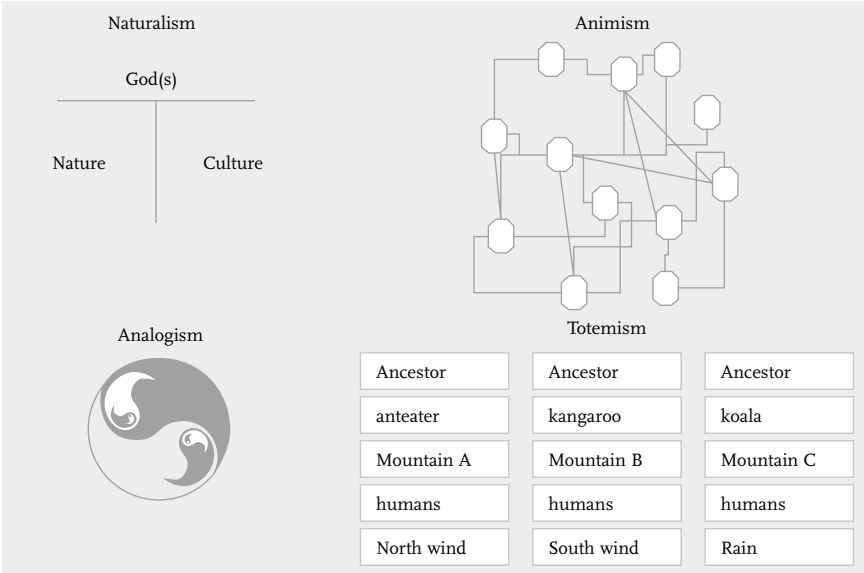 Naturalism
God(s)
Nature
Culture
Animism
Analogism
Totemism
Ancestor Ancestor Ancestor
anteater kangaroo koala
Mountain A Mountain B Mountain C
humans humans humans
North wind South wind Rain